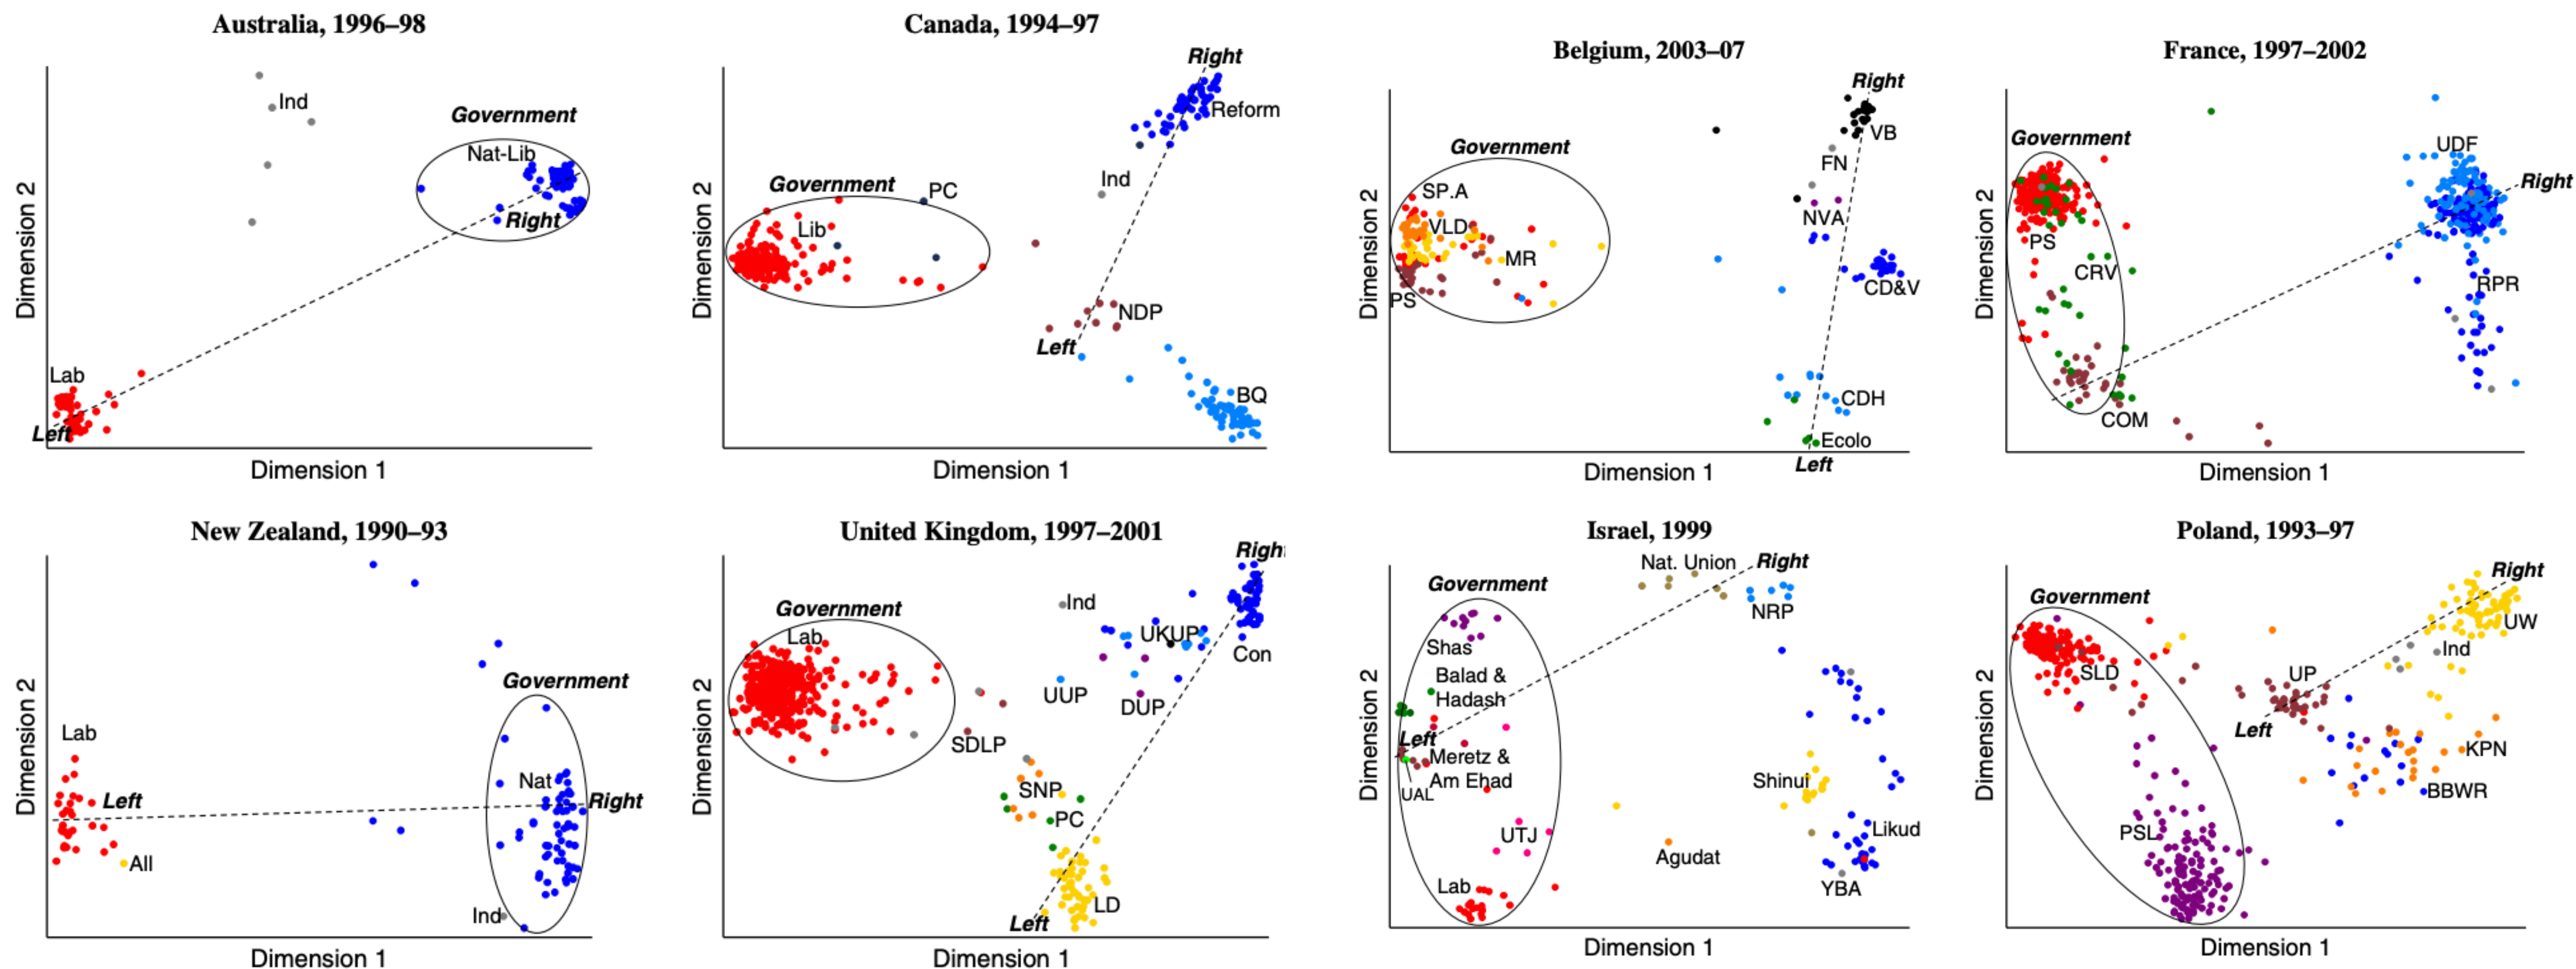 Australia, 1996–98
Ind
Government
Nat-Lib
Right
Lab
Left
Dimension 2
Dimension 1
Canada, 1994–97
Right
Reform
Ind
Government
PC
Lib
NDP
Left
BQ
Dimension 2
Dimension 1
Belgium, 2003–07
Right
VB
Government
FN
SP.A
NVA
VLD
MR
CD&V
PS
CDH
Ecolo
Left
Dimension 2
Dimension 1
France, 1997–2002
Government
UDF
Right
PS
CRV
RPR
COM
Dimension 2
Dimension 1
New Zealand, 1990–93
Government
Lab
Nat
Left
Right
All
Ind
Dimension 2
Dimension 1
United Kingdom, 1997–2001
Right
Government
Ind
Lab
UKUP
Con
UUP
DUP
SDLP
SNP
PC
LD
Left
Dimension 2
Dimension 1
Israel, 1999
Nat. Union
Right
Government
NRP
Shas
Balad &
Hadash
Left
Meretz &
Am Ehad
UAL
Shinui
UTJ
Likud
Agudat
Lab
YBA
Dimension 2
Dimension 1
Poland, 1993–97
Right
Government
UW
Ind
SLD
UP
Left
KPN
BBWR
PSL
Dimension 2
Dimension 1